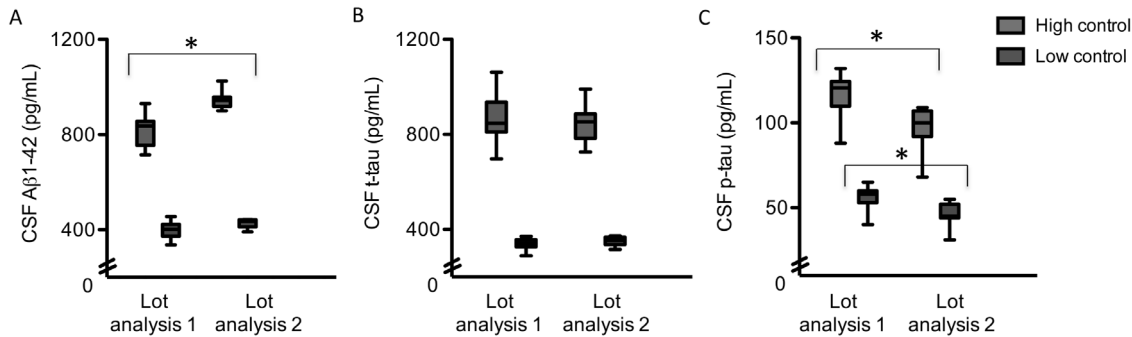 A
CSF Aβ1-42 (pg/mL)
1200
800
400
0
*
Lot
analysis 1
Lot
analysis 2
B
CSF t-tau (pg/mL)
1200
800
400
0
Lot
analysis 1
Lot
analysis 2
C
CSF p-tau (pg/mL)
150
100
50
0
*
*
Lot
analysis 1
Lot
analysis 2
High control
Low control